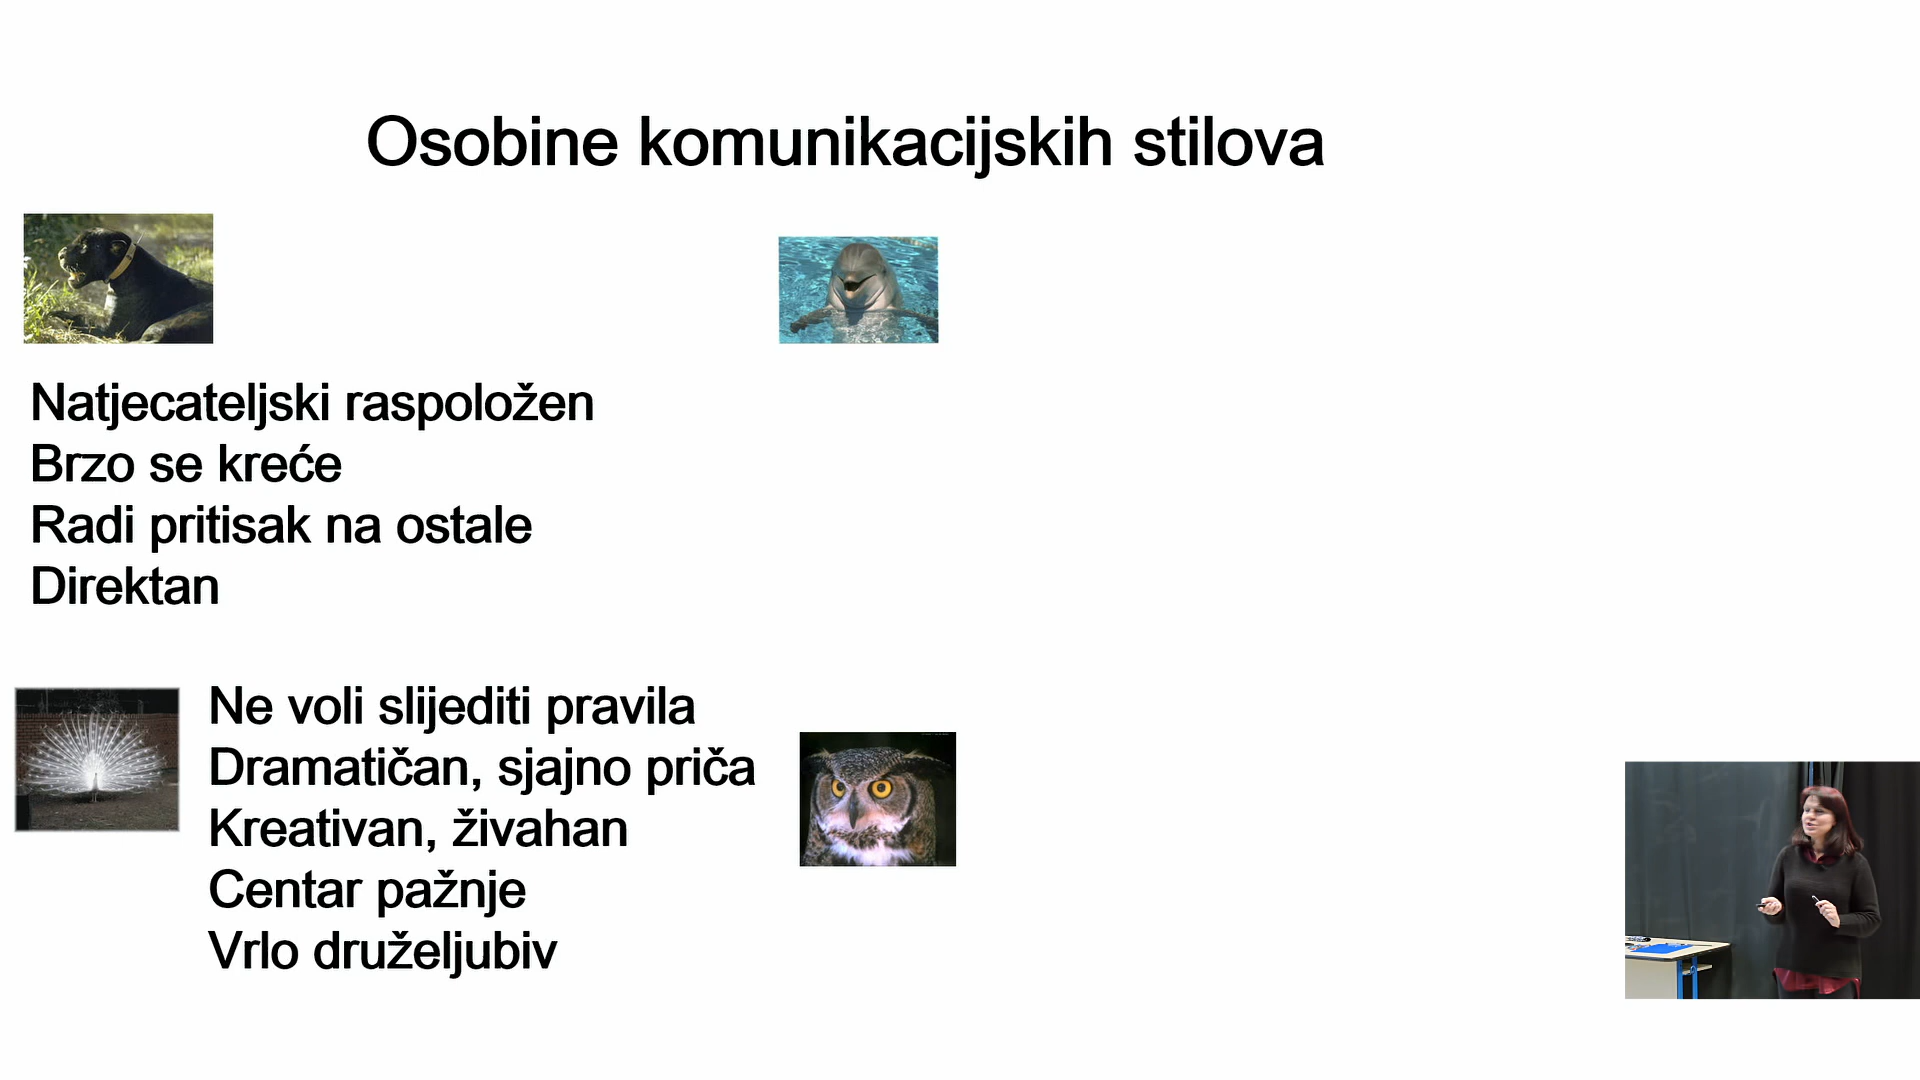 Osobine komunikacijskih stilova
Natjecateljski raspoložen
Brzo se kreće
Radi pritisak na ostale
Direktan
Ne voli slijediti pravila
Dramatičan, sjajno priča
Kreativan, živahan
Centar pažnje
Vrlo druželjubiv